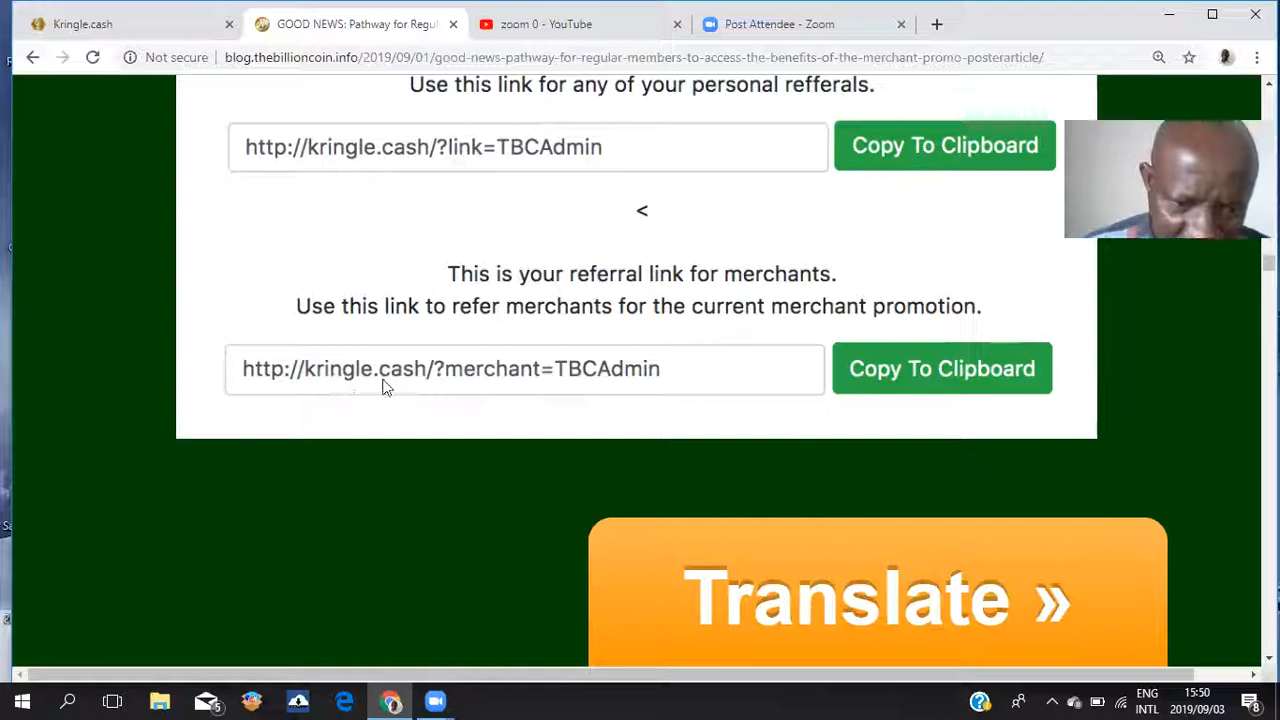 Kringle.cash
GOOD NEWS: Pathway for Regul
zoom 0 - YouTube
Post Attendee - Zoom
Not secure
blog.thebillioncoin.info/2019/09/01/good-news-pathway-for-regular-members-to-access-the-benefits-of-the-merchant-promo-posterarticle/
Use this link for any of your personal refferals.
http://kringle.cash/?link=TBCAdmin
Copy To Clipboard
<
This is your referral link for merchants.
Use this link to refer merchants for the current merchant promotion.
http://kringle.cash/?merchant=TBCAdmin
Copy To Clipboard
Translate »
5
ENG
INTL
15:50
2019/09/03
8